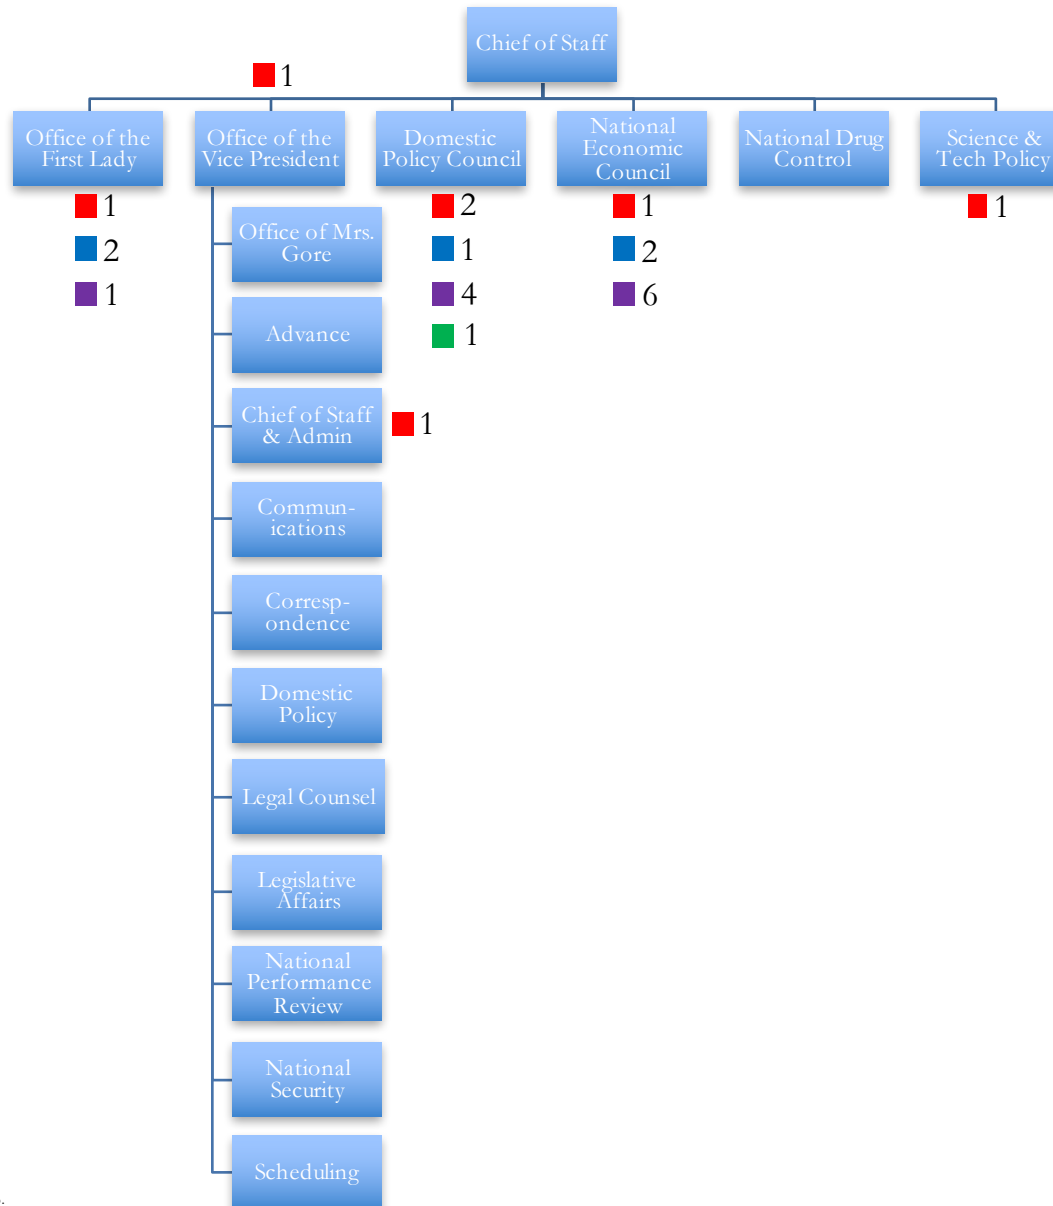 Chief of Staff
1
Office of the
First Lady
Office of the
Vice President
Domestic
Policy Council
National
Economic
Council
National Drug
Control
Science &
Tech Policy
1
2
1
2
1
4
1
1
2
6
1
Office of Mrs.
Gore
Advance
Chief of Staff
& Admin
1
Commun-
ications
Corresp-
ondence
Domestic
Policy
Legal Counsel
Legislative
Affairs
National
Performance
Review
National
Security
Scheduling